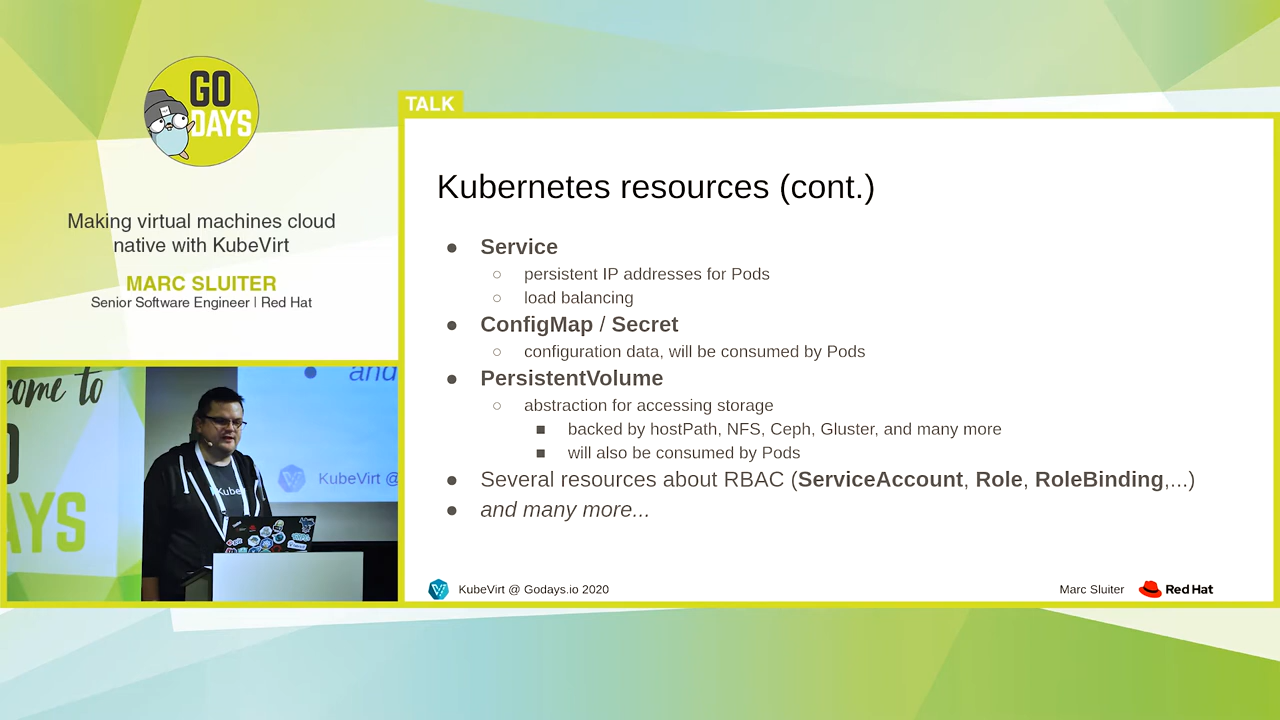 GO
DAYS
TALK
Making virtual machines cloud
native with KubeVirt
MARC SLUITER
Senior Software Engineer | Red Hat
Kubernetes resources (cont.)
● Service
○ persistent IP addresses for Pods
○ load balancing
● ConfigMap / Secret
○ configuration data, will be consumed by Pods
● PersistentVolume
○ abstraction for accessing storage
■ backed by hostPath, NFS, Ceph, Gluster, and many more
■ will also be consumed by Pods
● Several resources about RBAC (ServiceAccount, Role, RoleBinding,...)
● and many more...
KubeVirt @ Godays.io 2020
Marc Sluiter
Red Hat
come to
AYS
● and
KubeVirt @
Kube